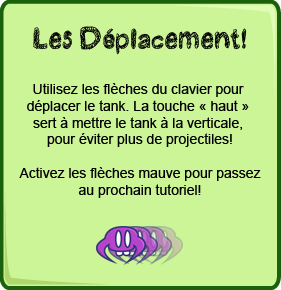 Les Déplacement!
Utilisez les flèches du clavier pour
déplacer le tank. La touche « haut »
sert à mettre le tank à la verticale,
pour éviter plus de projectiles!
Activez les flèches mauve pour passez
au prochain tutoriel!